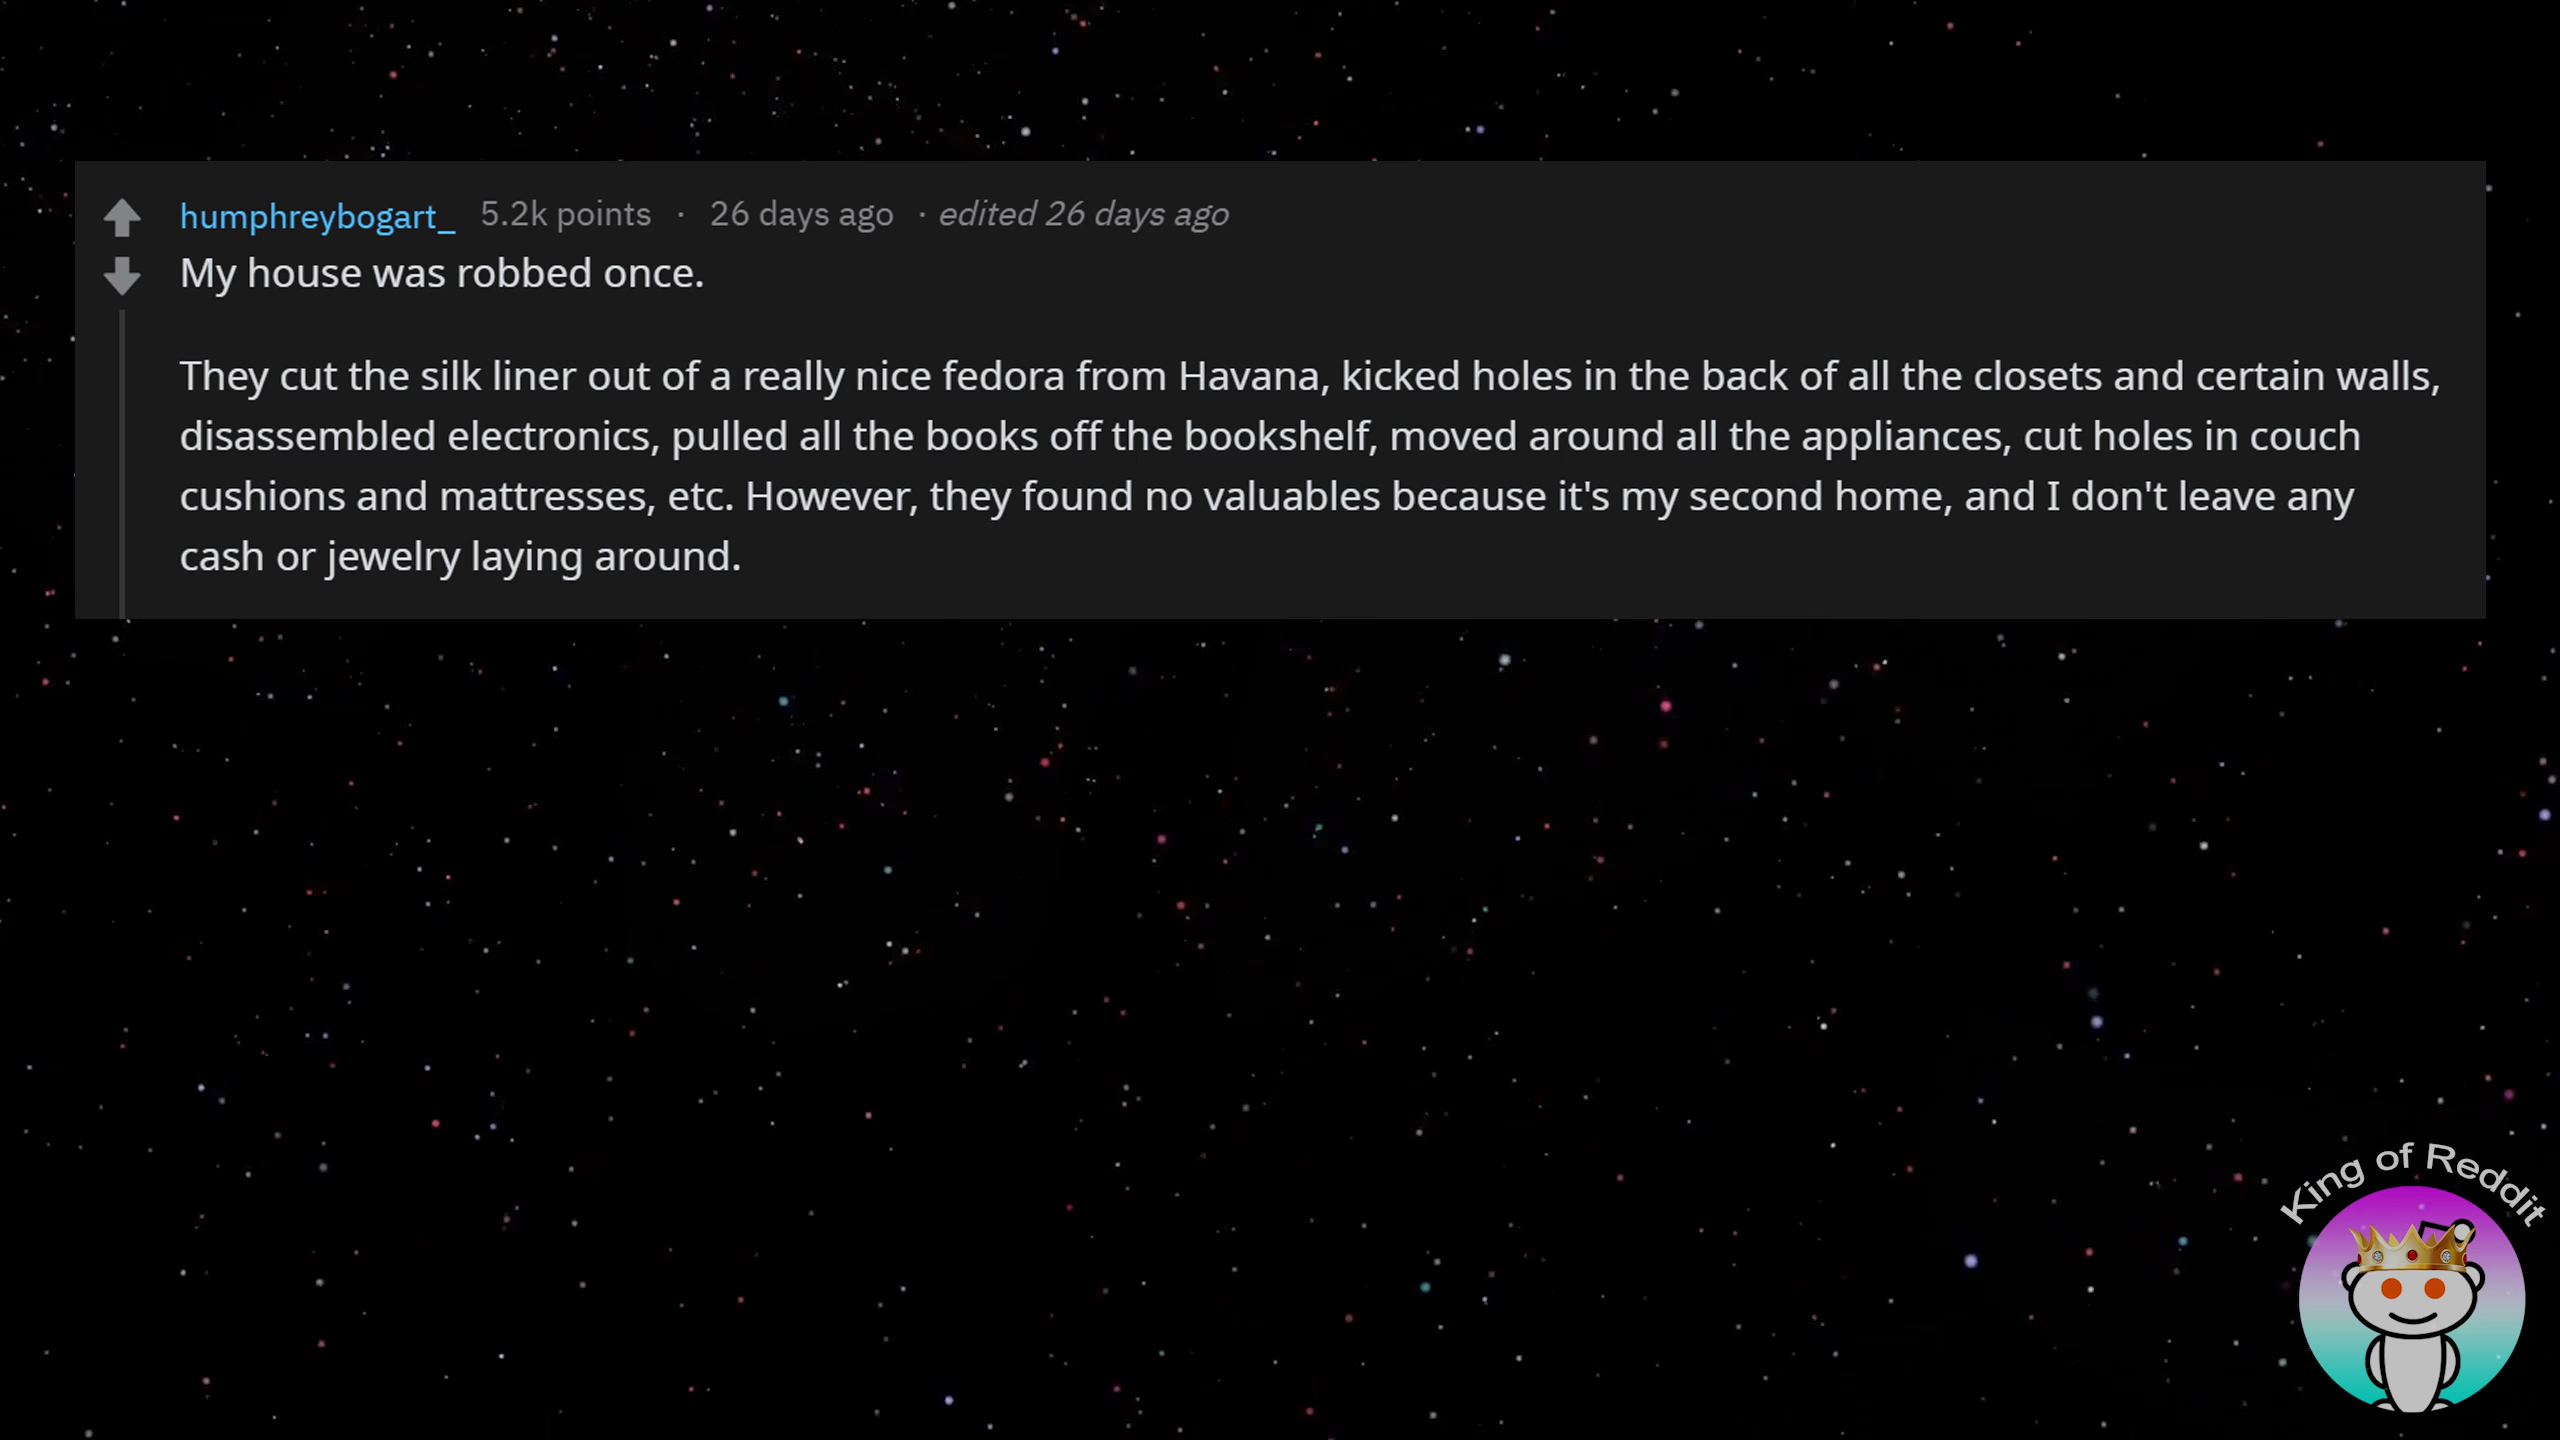 humphreybogart_ 5.2k points · 26 days ago · edited 26 days ago
My house was robbed once.
They cut the silk liner out of a really nice fedora from Havana, kicked holes in the back of all the closets and certain walls,
disassembled electronics, pulled all the books off the bookshelf, moved around all the appliances, cut holes in couch
cushions and mattresses, etc. However, they found no valuables because it's my second home, and I don't leave any
cash or jewelry laying around.
King of Reddit